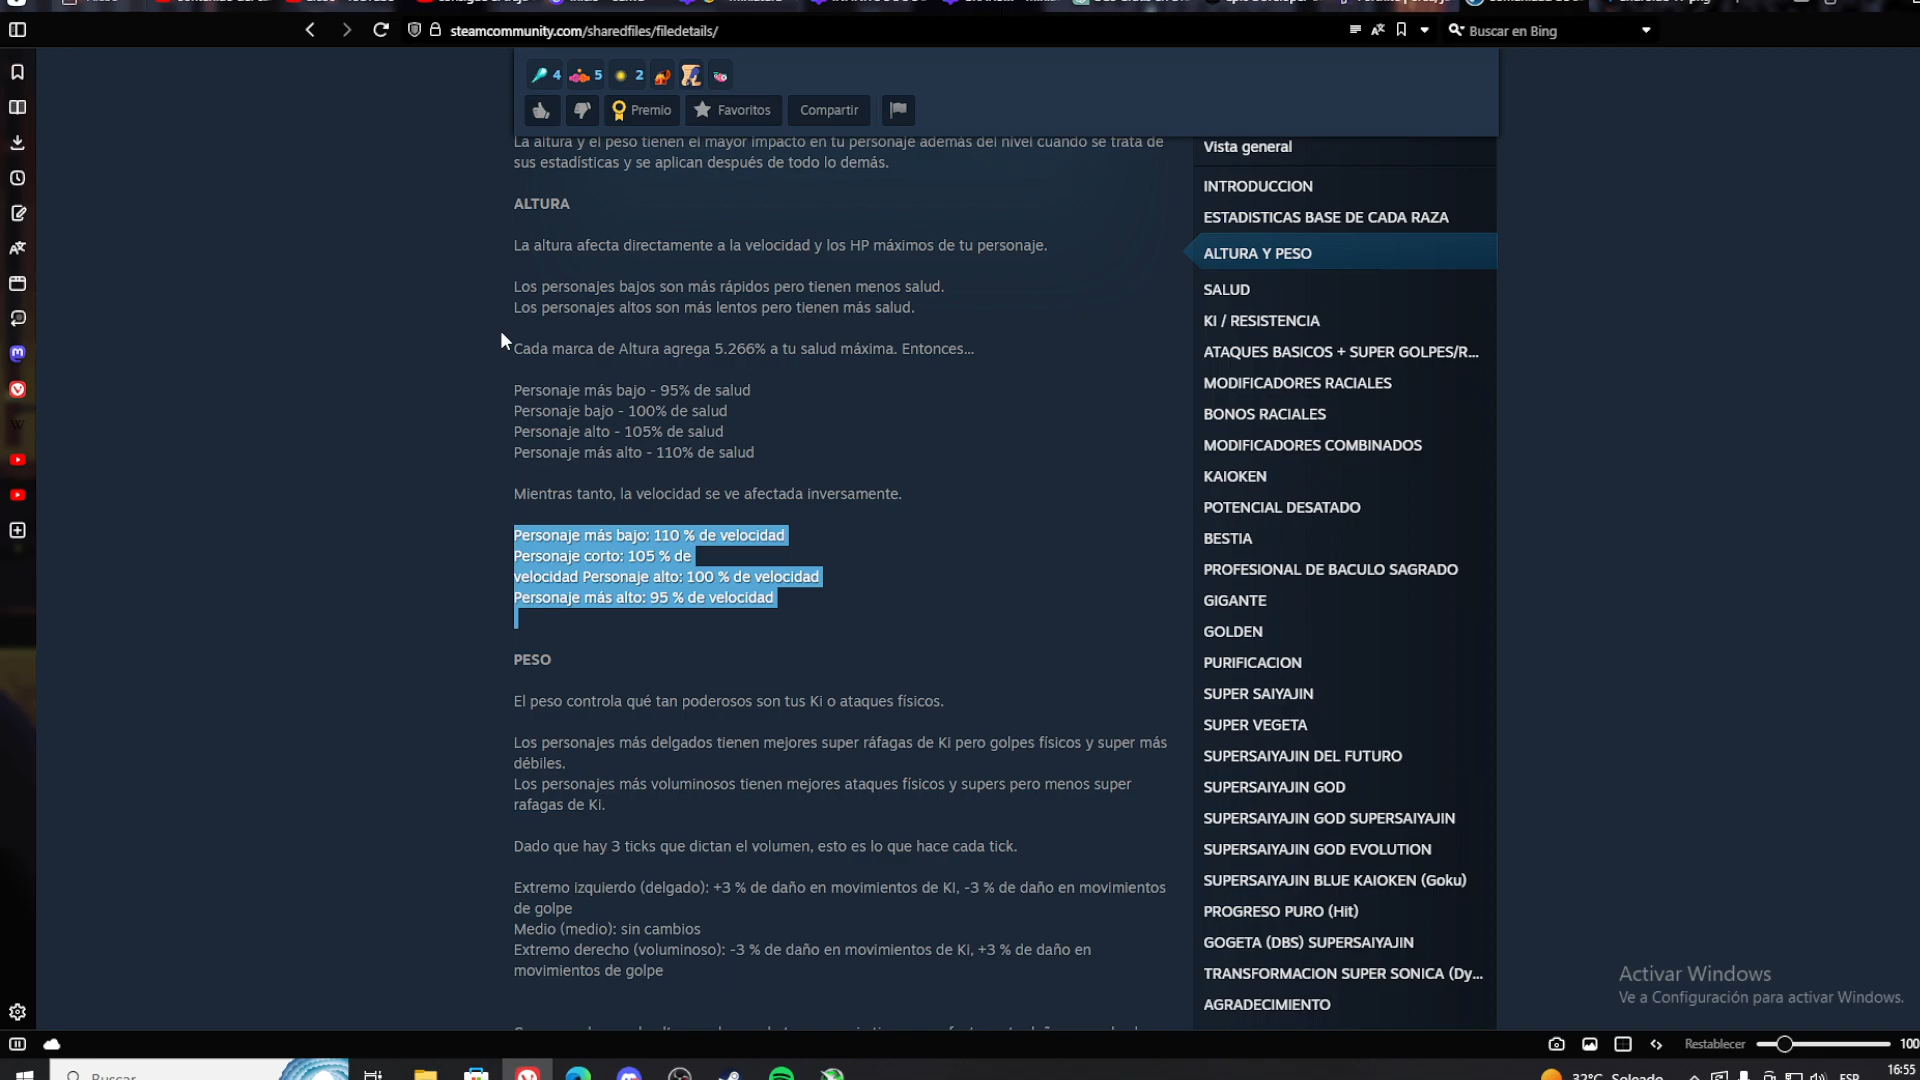 steamcommunity.com/sharedfiles/filedetails/
Buscar en Bing
4
5
2
Premio
Favoritos
Compartir
La altura y el peso tienen el mayor impacto en tu personaje además del nivel cuando se trata de
sus estadísticas y se aplican después de todo lo demás.
ALTURA
La altura afecta directamente a la velocidad y los HP máximos de tu personaje.
Los personajes bajos son más rápidos pero tienen menos salud.
Los personajes altos son más lentos pero tienen más salud.
Cada marca de Altura agrega 5.266% a tu salud máxima. Entonces...
Personaje más bajo - 95% de salud
Personaje bajo - 100% de salud
Personaje alto - 105% de salud
Personaje más alto - 110% de salud
Mientras tanto, la velocidad se ve afectada inversamente.
Personaje más bajo: 110 % de velocidad
Personaje corto: 105 % de
velocidad Personaje alto: 100 % de velocidad
Personaje más alto: 95 % de velocidad
PESO
El peso controla qué tan poderosos son tus Ki o ataques físicos.
Los personajes más delgados tienen mejores super ráfagas de Ki pero golpes físicos y super más
débiles.
Los personajes más voluminosos tienen mejores ataques físicos y supers pero menos super
rafagas de Ki.
Dado que hay 3 ticks que dictan el volumen, esto es lo que hace cada tick.
Extremo izquierdo (delgado): +3 % de daño en movimientos de KI, -3 % de daño en movimientos
de golpe
Medio (medio): sin cambios
Extremo derecho (voluminoso): -3 % de daño en movimientos de Ki, +3 % de daño en
movimientos de golpe
Vista general
INTRODUCCION
ESTADISTICAS BASE DE CADA RAZA
ALTURA Y PESO
SALUD
KI / RESISTENCIA
ATAQUES BASICOS + SUPER GOLPES/R...
MODIFICADORES RACIALES
BONOS RACIALES
MODIFICADORES COMBINADOS
KAIOKEN
POTENCIAL DESATADO
BESTIA
PROFESIONAL DE BACULO SAGRADO
GIGANTE
GOLDEN
PURIFICACION
SUPER SAIYAJIN
SUPER VEGETA
SUPERSAIYAJIN DEL FUTURO
SUPERSAIYAJIN GOD
SUPERSAIYAJIN GOD SUPERSAIYAJIN
SUPERSAIYAJIN GOD EVOLUTION
SUPERSAIYAJIN BLUE KAIOKEN (Goku)
PROGRESO PURO (Hit)
GOGETA (DBS) SUPERSAIYAJIN
TRANSFORMACION SUPER SONICA (Dy...
AGRADECIMIENTO
Activar Windows
Ve a Configuración para activar Windows.
Restablecer
100
Buscar
32°C Soleado
ESP
16:55